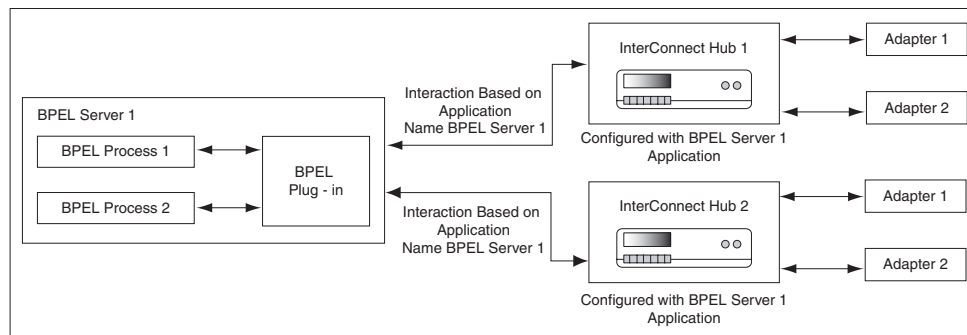 BPEL Server 1
BPEL Process 1
BPEL Process 2
BPEL
Plug - in
Interaction Based on
Application
Name BPEL Server 1
Interaction Based on
Application
Name BPEL Server 1
InterConnect Hub 1
Configured with BPEL Server 1
Application
Adapter 1
Adapter 2
InterConnect Hub 2
Configured with BPEL Server 1
Application
Adapter 1
Adapter 2